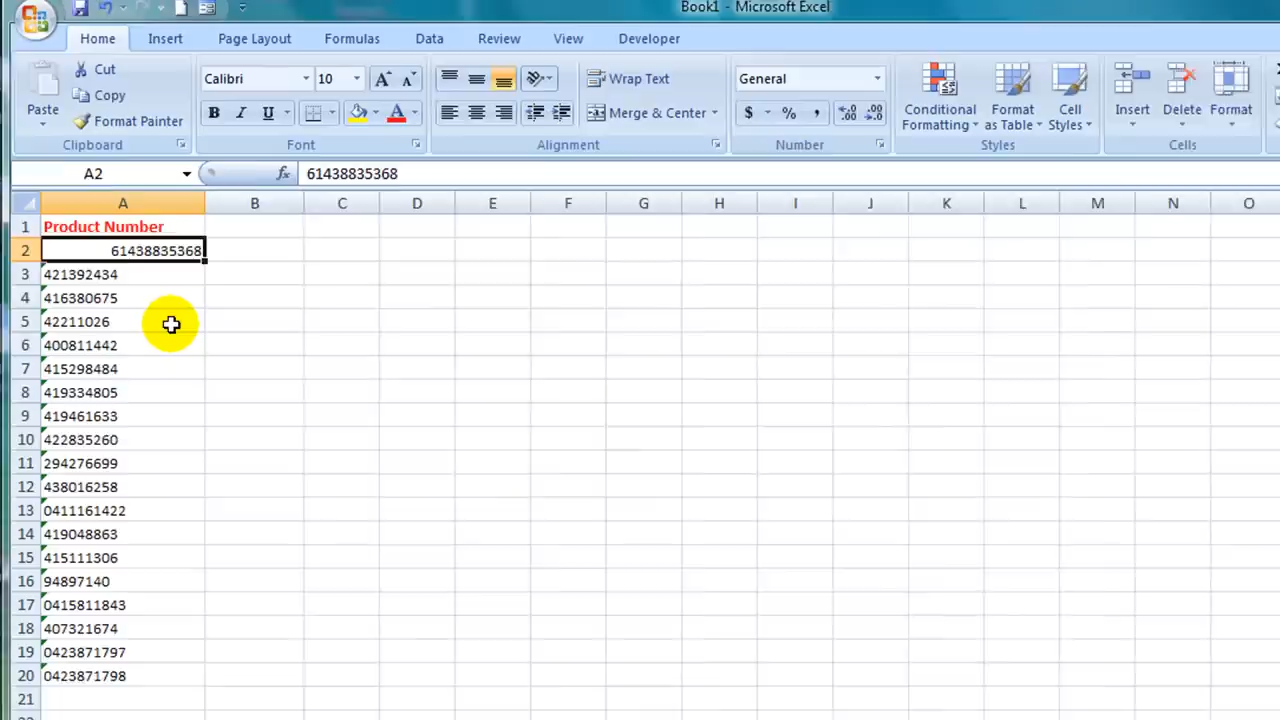 Book1 - Microsoft Excel
Home Insert Page Layout Formulas Data Review View Developer
Cut
Copy
Format Painter
Paste
Clipboard
Calibri 10
B I U
Font
Wrap Text
Merge & Center
Alignment
General
$ % ,
Number
Conditional Formatting
Format as Table
Cell Styles
Styles
Insert Delete Format
Cells
A2 fx 61438835368
A B C D E F G H I J K L M N O
1 Product Number
2 61438835368
3 421392434
4 416380675
5 42211026
6 400811442
7 415298484
8 419334805
9 419461633
10 422835260
11 294276699
12 438016258
13 0411161422
14 419048863
15 415111306
16 94897140
17 0415811843
18 407321674
19 0423871797
20 0423871798
21